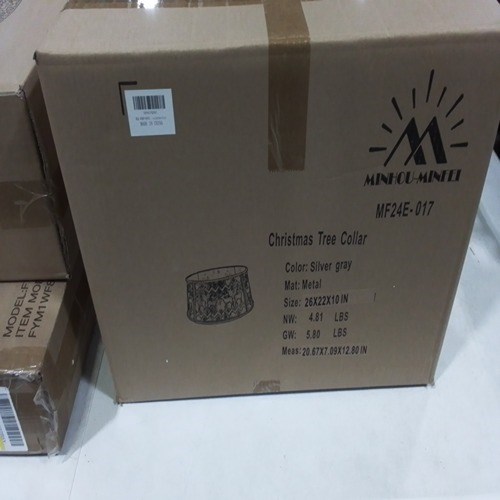 MINHOU-MINFEI
MF24E-017
Christmas Tree Collar
Color: Silver gray
Mat: Metal
Size: 26X22X10 IN
NW: 4.81 LBS
GW: 5.80 LBS
Meas: 20.67X7.09X12.80 IN
MODEL:F
ITEM MO
FYM1WFB